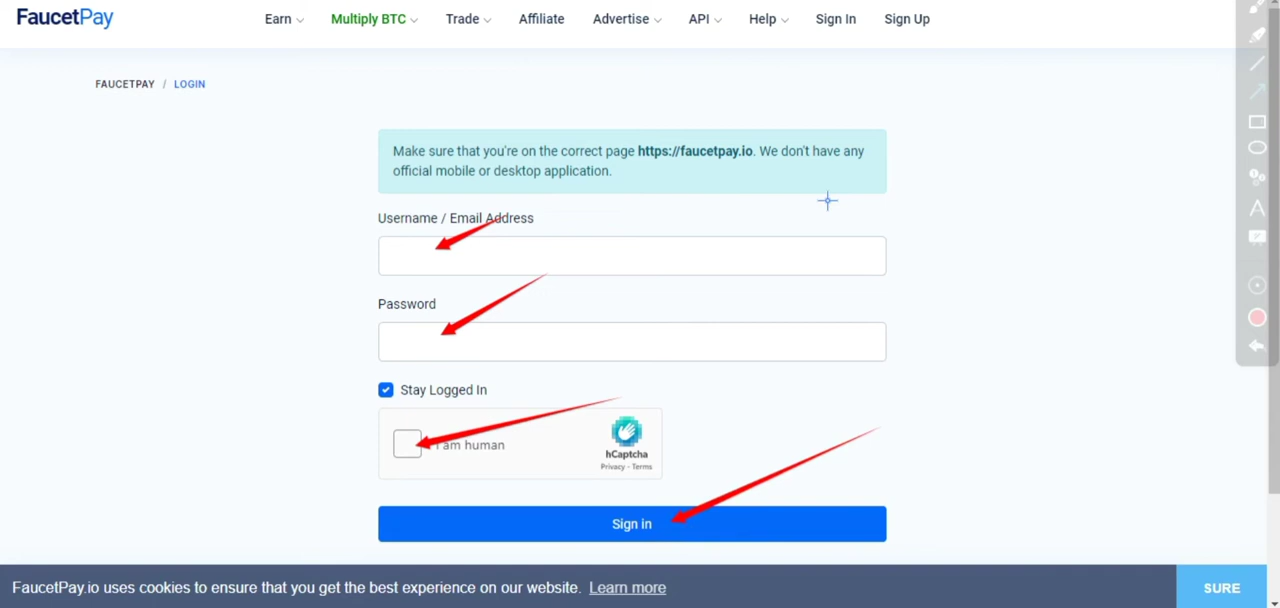 FaucetPay
Earn Multiply BTC Trade Affiliate Advertise API Help Sign In Sign Up
FAUCETPAY / LOGIN
Make sure that you're on the correct page https://faucetpay.io. We don't have any
official mobile or desktop application.
Username / Email Address
Password
Stay Logged In
I am human
hCaptcha
Privacy - Terms
Sign in
FaucetPay.io uses cookies to ensure that you get the best experience on our website. Learn more
SURE